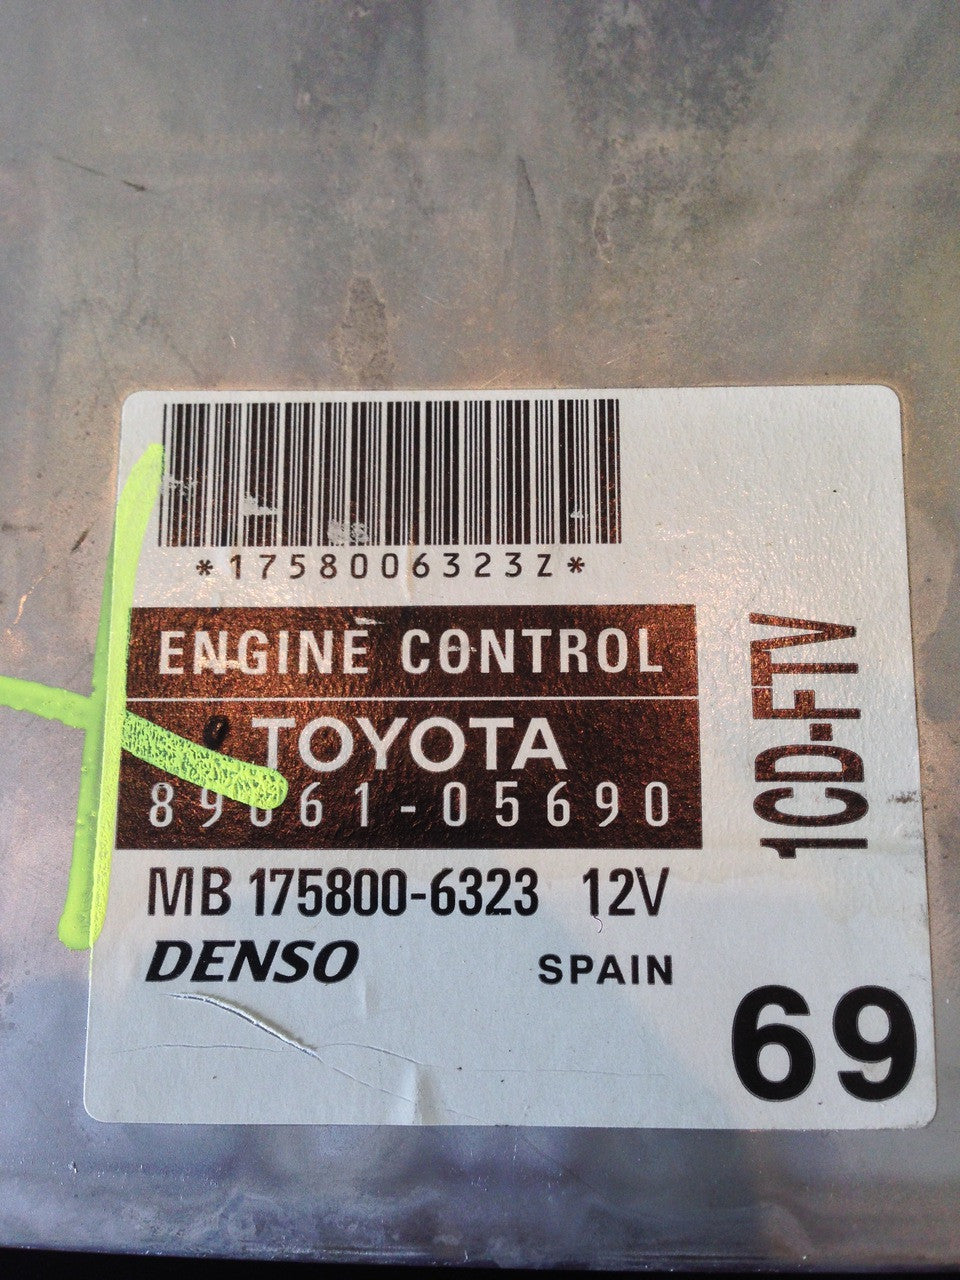 *1758006323Z*
ENGINE CONTROL
TOYOTA
89661-05690
MB 175800-6323 12V
DENSO SPAIN
1CD-FTV
69